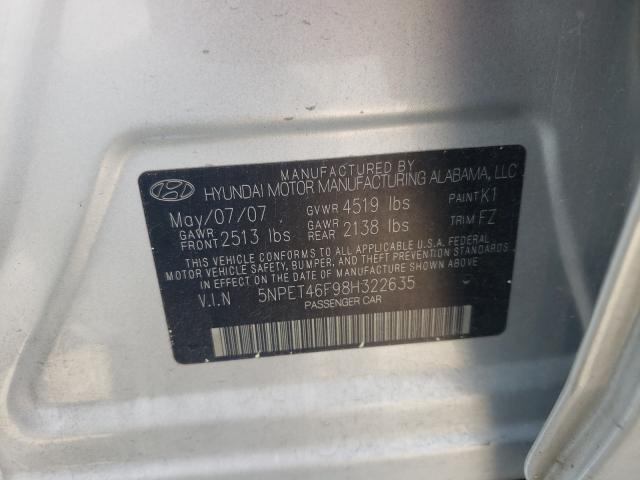 MANUFACTURED BY
HYUNDAI MOTOR MANUFACTURING ALABAMA, LLC
May/07/07 GVWR 4519 lbs PAINT K1
GAWR FRONT 2513 lbs GAWR REAR 2138 lbs TRIM FZ
THIS VEHICLE CONFORMS TO ALL APPLICABLE U.S.A. FEDERAL
MOTOR VEHICLE SAFETY, BUMPER, AND THEFT PREVENTION STANDARDS
IN EFFECT ON THE DATE OF MANUFACTURE SHOWN ABOVE.
V.I.N 5NPET46F98H322635
PASSENGER CAR